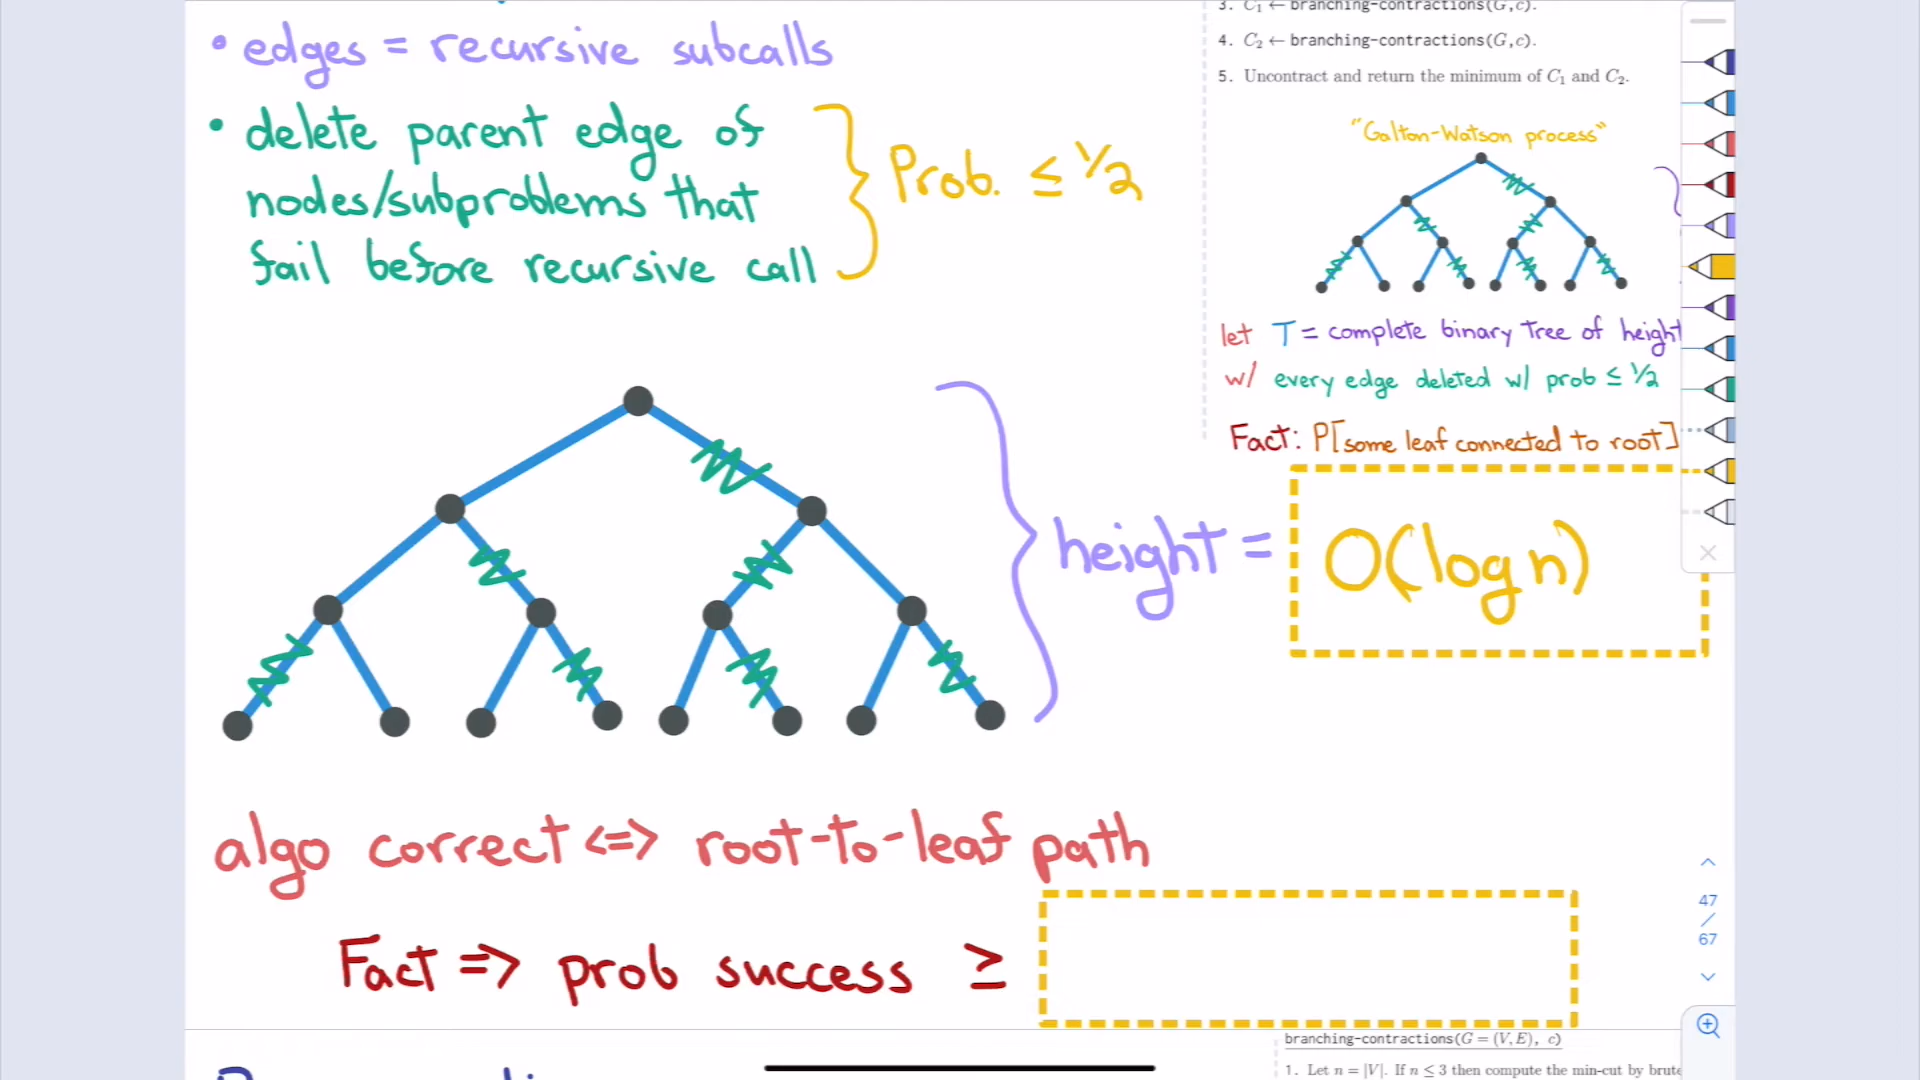 • edges = recursive subcalls
• delete parent edge of
nodes/subproblems that
fail before recursive call
Prob. ≤ 1/2
height =
O(log n)
algo correct <=> root-to-leaf path
Fact => prob success ≥
3. C₁ ← branching-contractions(G,c).
4. C₂ ← branching-contractions(G,c).
5. Uncontract and return the minimum of C₁ and C₂.
"Galton-Watson process"
let T = complete binary tree of height
w/ every edge deleted w/ prob ≤ 1/2
Fact: P[some leaf connected to root]
47
/
67
branching-contractions(G = (V, E), c)
1. Let n = |V|. If n ≤ 3 then compute the min-cut by brute